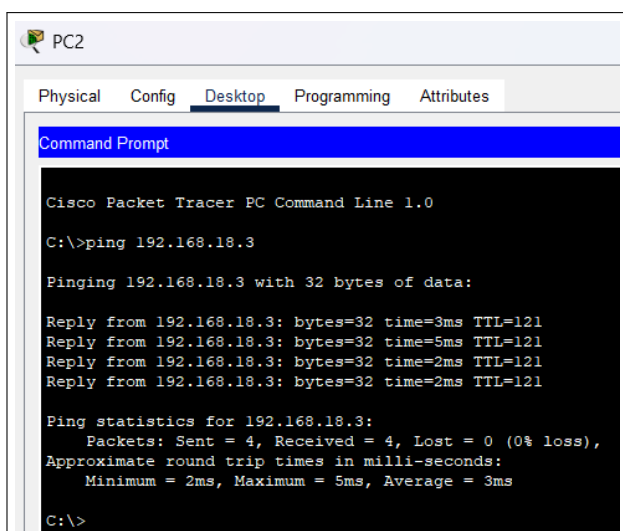 PC2
Physical Config Desktop Programming Attributes
Command Prompt
Cisco Packet Tracer PC Command Line 1.0
C:\>ping 192.168.18.3
Pinging 192.168.18.3 with 32 bytes of data:
Reply from 192.168.18.3: bytes=32 time=3ms TTL=121
Reply from 192.168.18.3: bytes=32 time=5ms TTL=121
Reply from 192.168.18.3: bytes=32 time=2ms TTL=121
Reply from 192.168.18.3: bytes=32 time=2ms TTL=121
Ping statistics for 192.168.18.3:
Packets: Sent = 4, Received = 4, Lost = 0 (0% loss),
Approximate round trip times in milli-seconds:
Minimum = 2ms, Maximum = 5ms, Average = 3ms
C:\>